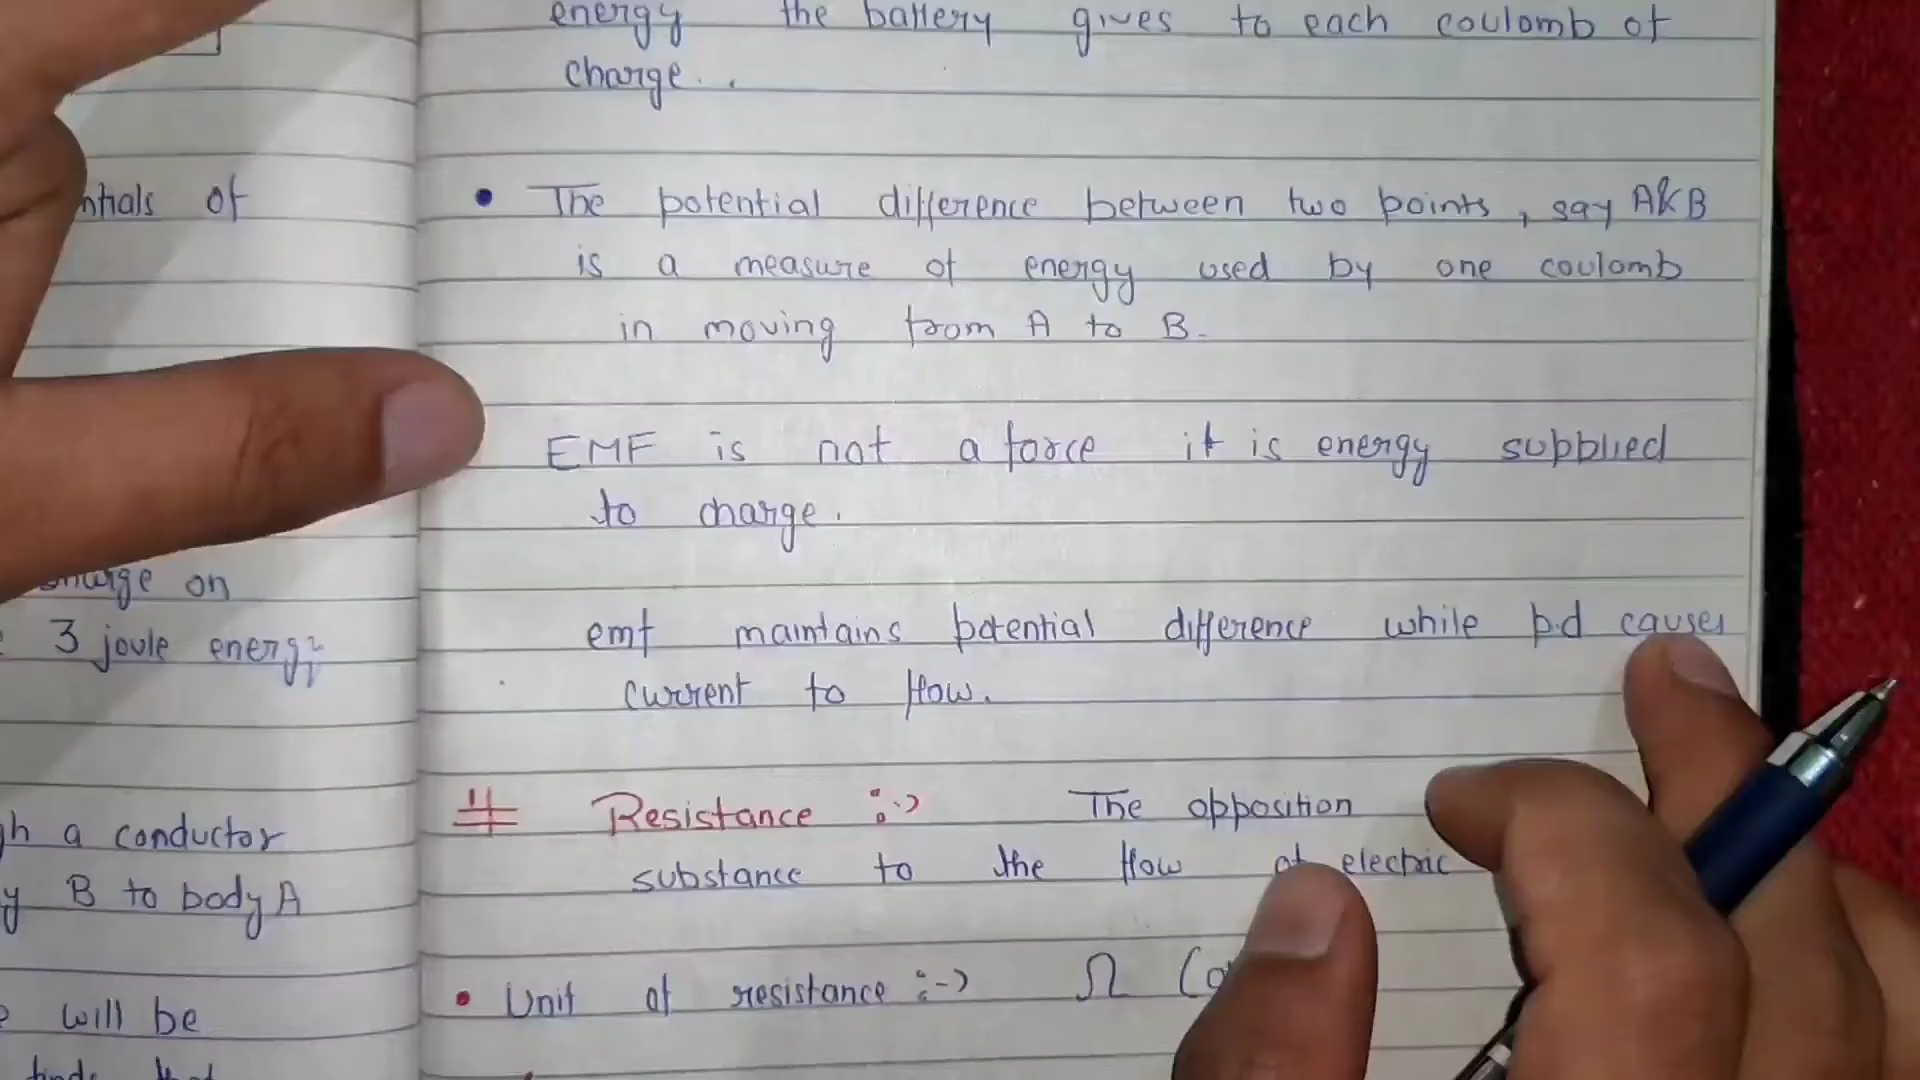 ntials of
on
3 joule energy
a conductor
B to body A
will be
energy the battery gives to each coulomb of
charge..
• The potential difference between two points, say A&B
is a measure of energy used by one coulomb
in moving from A to B.
EMF is not a force it is energy supplied
to charge.
emf maintains potential difference while p.d causes
current to flow.
# Resistance :-> The opposition
substance to the flow of electric
• Unit of resistance :-> Ω (o